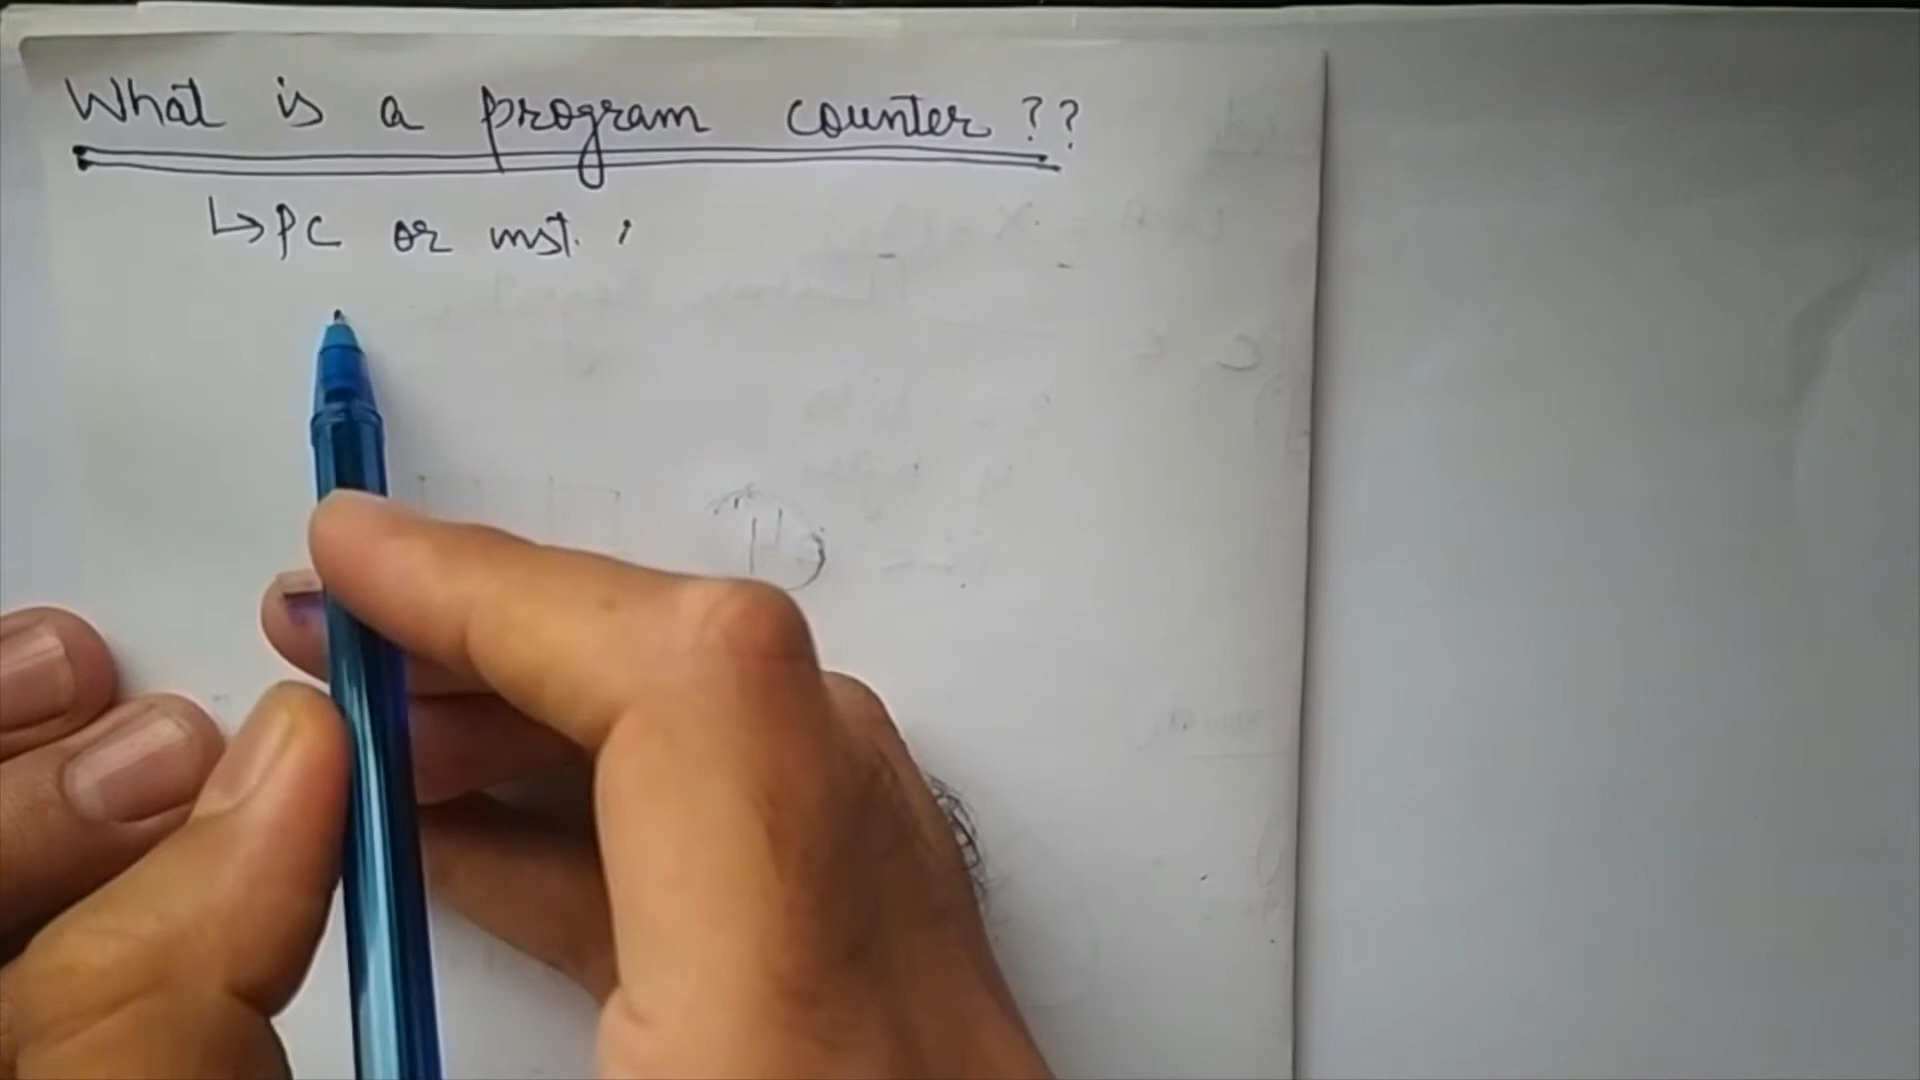 What is a program counter ??
↳ PC or inst.